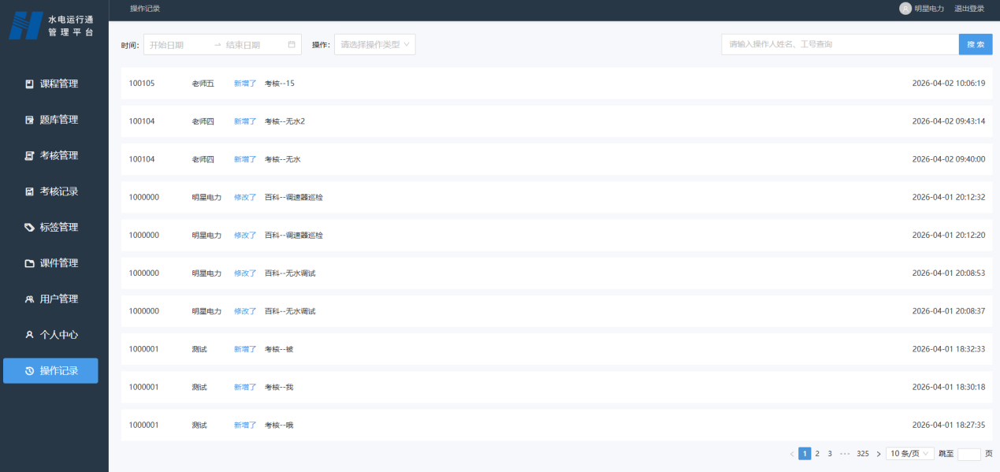 水电运行通
管理平台
操作记录
明星电力 退出登录
课程管理
题库管理
考核管理
考核记录
标签管理
课件管理
用户管理
个人中心
操作记录
时间: 开始日期 → 结束日期 操作: 请选择操作类型 请输入操作人姓名、工号查询 搜 索
100105 老师五 新增了 考核--15 2026-04-02 10:06:19
100104 老师四 新增了 考核--无水2 2026-04-02 09:43:14
100104 老师四 新增了 考核--无水 2026-04-02 09:40:00
1000000 明星电力 修改了 百科--调速器巡检 2026-04-01 20:12:32
1000000 明星电力 修改了 百科--调速器巡检 2026-04-01 20:12:20
1000000 明星电力 修改了 百科--无水调试 2026-04-01 20:08:53
1000000 明星电力 修改了 百科--无水调试 2026-04-01 20:08:37
1000001 测试 新增了 考核--被 2026-04-01 18:32:33
1000001 测试 新增了 考核--我 2026-04-01 18:30:18
1000001 测试 新增了 考核--哦 2026-04-01 18:27:35
< 1 2 3 ••• 325 > 10 条/页 跳至 页